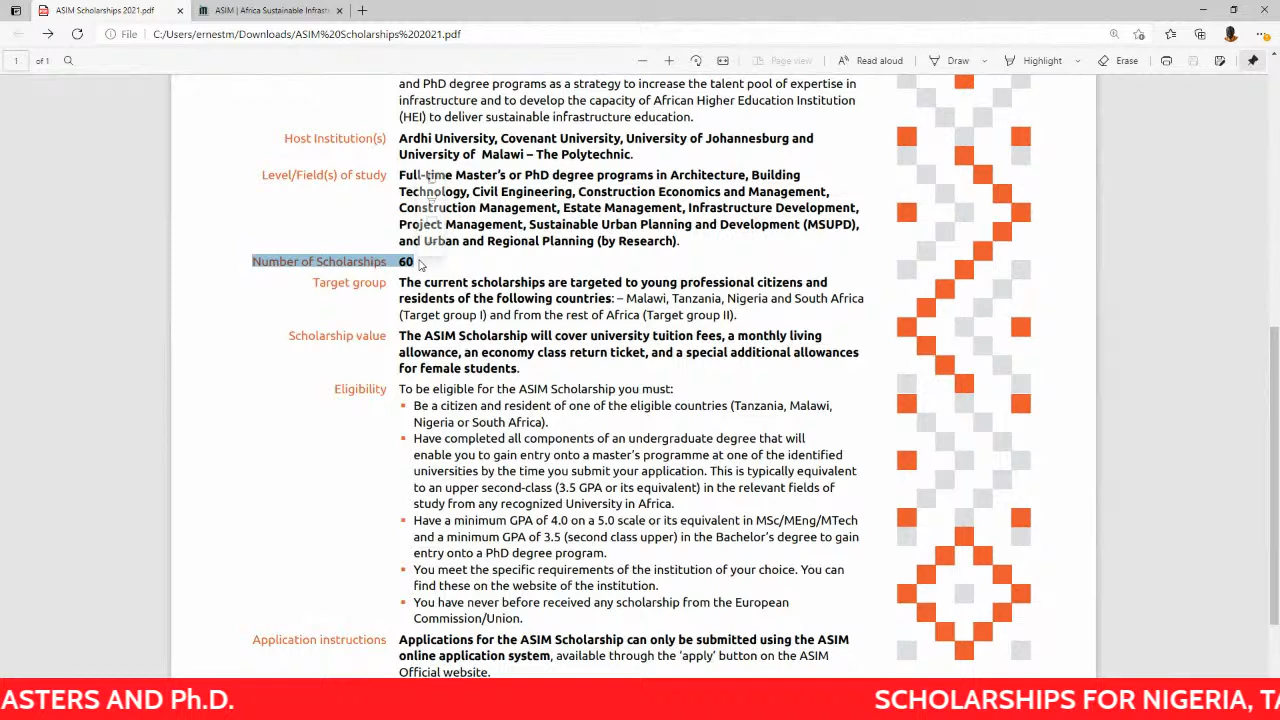 ASIM Scholarships 2021.pdf
ASIM | Africa Sustainable Infrast
File
C:/Users/ernestm/Downloads/ASIM%20Scholarships%202021.pdf
1 of 1
Page view
Read aloud
Draw
Highlight
Erase
and PhD degree programs as a strategy to increase the talent pool of expertise in
infrastructure and to develop the capacity of African Higher Education Institution
(HEI) to deliver sustainable infrastructure education.
Host Institution(s) Ardhi University, Covenant University, University of Johannesburg and
University of Malawi – The Polytechnic.
Level/Field(s) of study Full-time Master's or PhD degree programs in Architecture, Building
Technology, Civil Engineering, Construction Economics and Management,
Construction Management, Estate Management, Infrastructure Development,
Project Management, Sustainable Urban Planning and Development (MSUPD),
and Urban and Regional Planning (by Research).
Number of Scholarships 60
Target group The current scholarships are targeted to young professional citizens and
residents of the following countries: – Malawi, Tanzania, Nigeria and South Africa
(Target group I) and from the rest of Africa (Target group II).
Scholarship value The ASIM Scholarship will cover university tuition fees, a monthly living
allowance, an economy class return ticket, and a special additional allowances
for female students.
Eligibility To be eligible for the ASIM Scholarship you must:
▪ Be a citizen and resident of one of the eligible countries (Tanzania, Malawi,
Nigeria or South Africa).
▪ Have completed all components of an undergraduate degree that will
enable you to gain entry onto a master's programme at one of the identified
universities by the time you submit your application. This is typically equivalent
to an upper second-class (3.5 GPA or its equivalent) in the relevant fields of
study from any recognized University in Africa.
▪ Have a minimum GPA of 4.0 on a 5.0 scale or its equivalent in MSc/MEng/MTech
and a minimum GPA of 3.5 (second class upper) in the Bachelor's degree to gain
entry onto a PhD degree program.
▪ You meet the specific requirements of the institution of your choice. You can
find these on the website of the institution.
▪ You have never before received any scholarship from the European
Commission/Union.
Application instructions Applications for the ASIM Scholarship can only be submitted using the ASIM
online application system, available through the 'apply' button on the ASIM
Official website.
ASTERS AND Ph.D. SCHOLARSHIPS FOR NIGERIA, TA